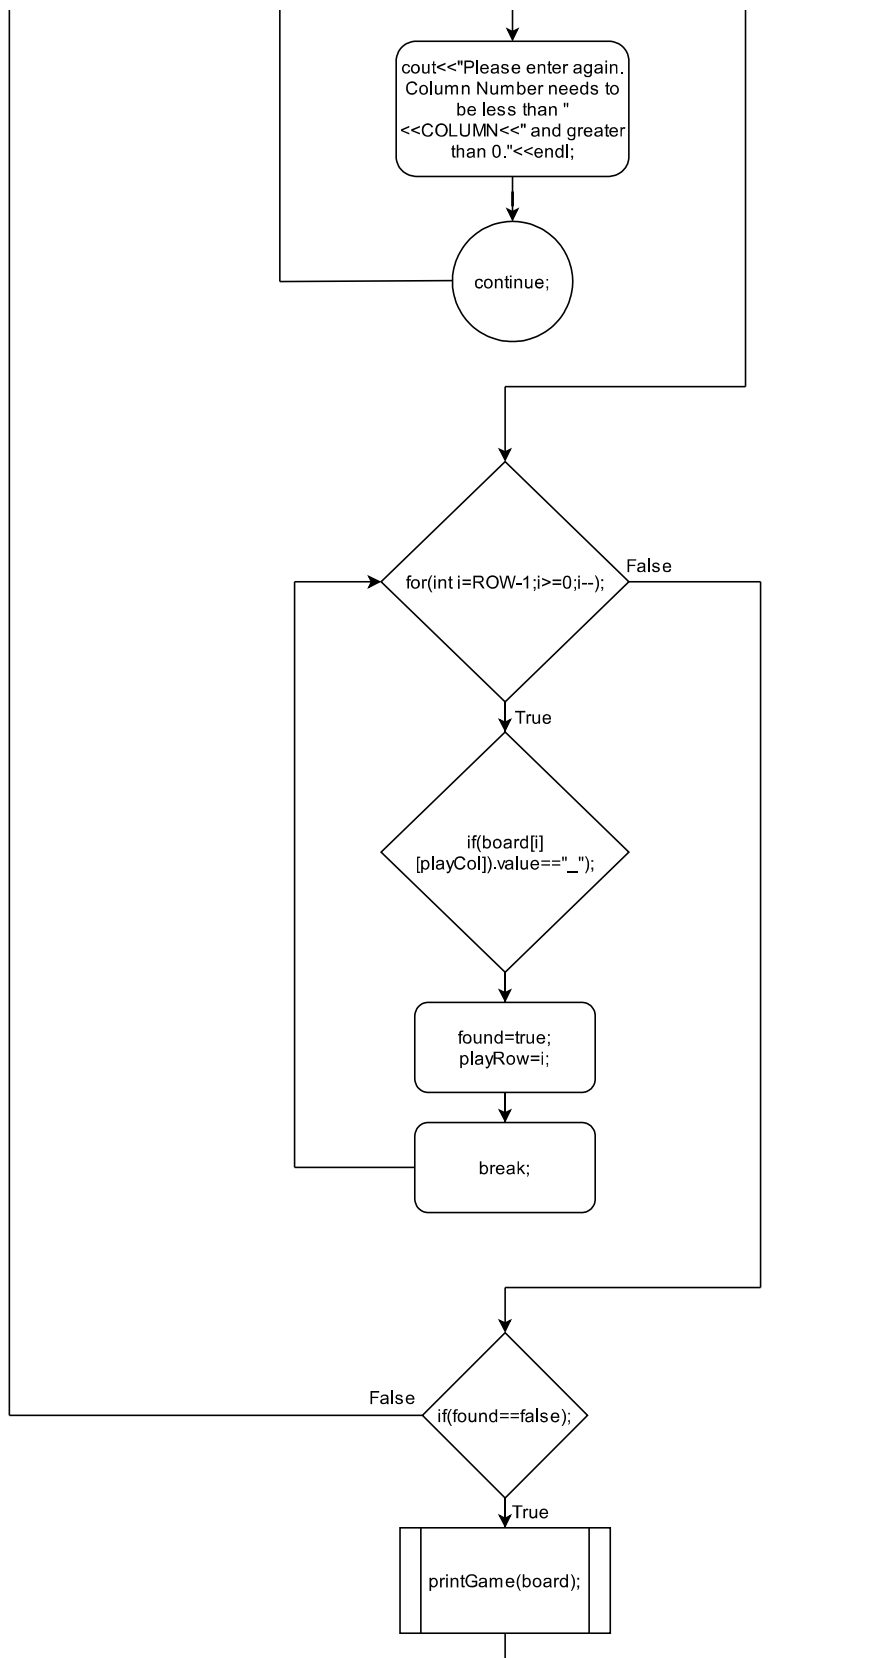 cout<<"Please enter again.
Column Number needs to
be less than "
<<COLUMN<<" and greater
than 0."<<endl;
continue;
for(int i=ROW-1;i>=0;i--);
False
True
if(board[i]
[playCol]).value=="_");
found=true;
playRow=i;
break;
False
if(found==false);
True
printGame(board);